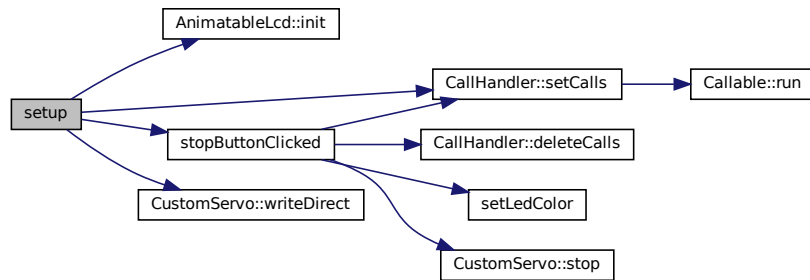 AnimatableLcd::init
CallHandler::setCalls
Callable::run
setup
stopButtonClicked
CallHandler::deleteCalls
CustomServo::writeDirect
setLedColor
CustomServo::stop